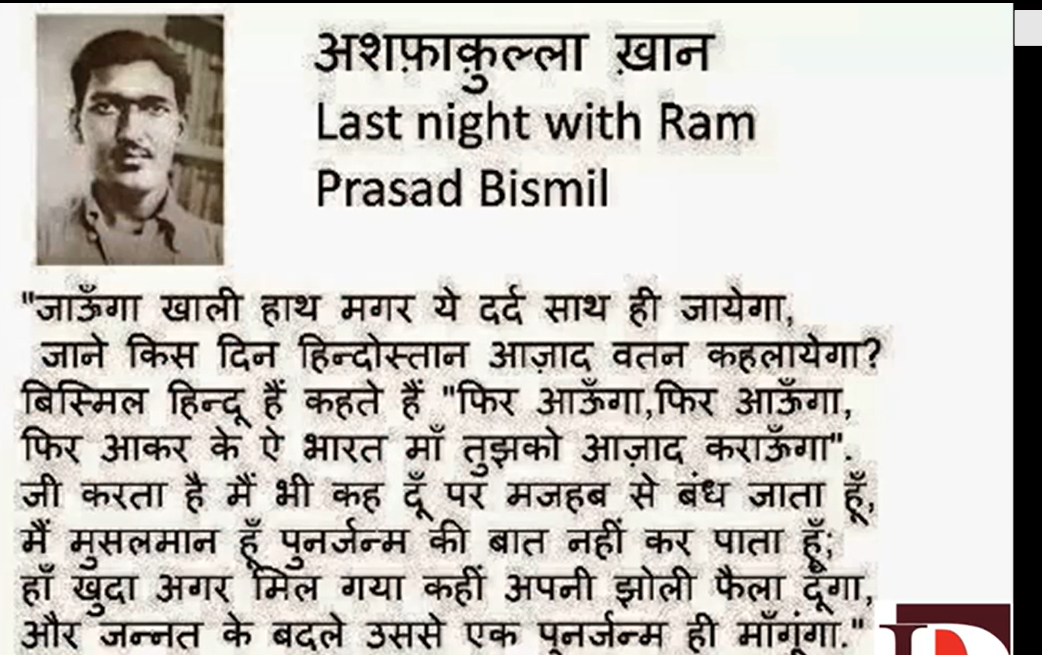 अशफ़ाक़ुल्ला ख़ान
Last night with Ram
Prasad Bismil
"जाऊँगा खाली हाथ मगर ये दर्द साथ ही जायेगा,
जाने किस दिन हिन्दोस्तान आज़ाद वतन कहलायेगा?
बिस्मिल हिन्दू हैं कहते हैं "फिर आऊँगा,फिर आऊँगा,
फिर आकर के ऐ भारत माँ तुझको आज़ाद कराऊँगा".
जी करता है मैं भी कह दूँ पर मजहब से बंध जाता हूँ,
मैं मुसलमान हूँ पुनर्जन्म की बात नहीं कर पाता हूँ;
हाँ खुदा अगर मिल गया कहीं अपनी झोली फैला दूंगा,
और जन्नत के बदले उससे एक पुनर्जन्म ही माँगूंगा."